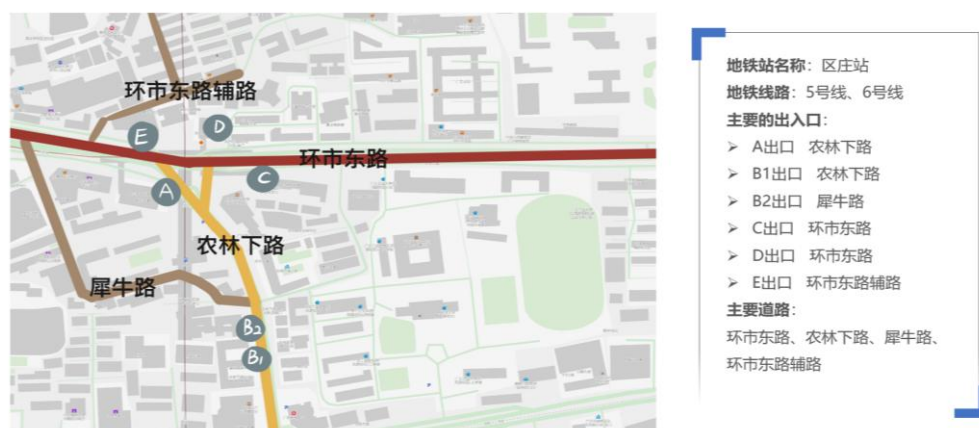 环市东路辅路
D
E
环市东路
C
A
农林下路
犀牛路
B2
B1
地铁站名称：区庄站
地铁线路：5号线、6号线
主要的出入口：
➢ A出口 农林下路
➢ B1出口 农林下路
➢ B2出口 犀牛路
➢ C出口 环市东路
➢ D出口 环市东路
➢ E出口 环市东路辅路
主要道路：
环市东路、农林下路、犀牛路、
环市东路辅路